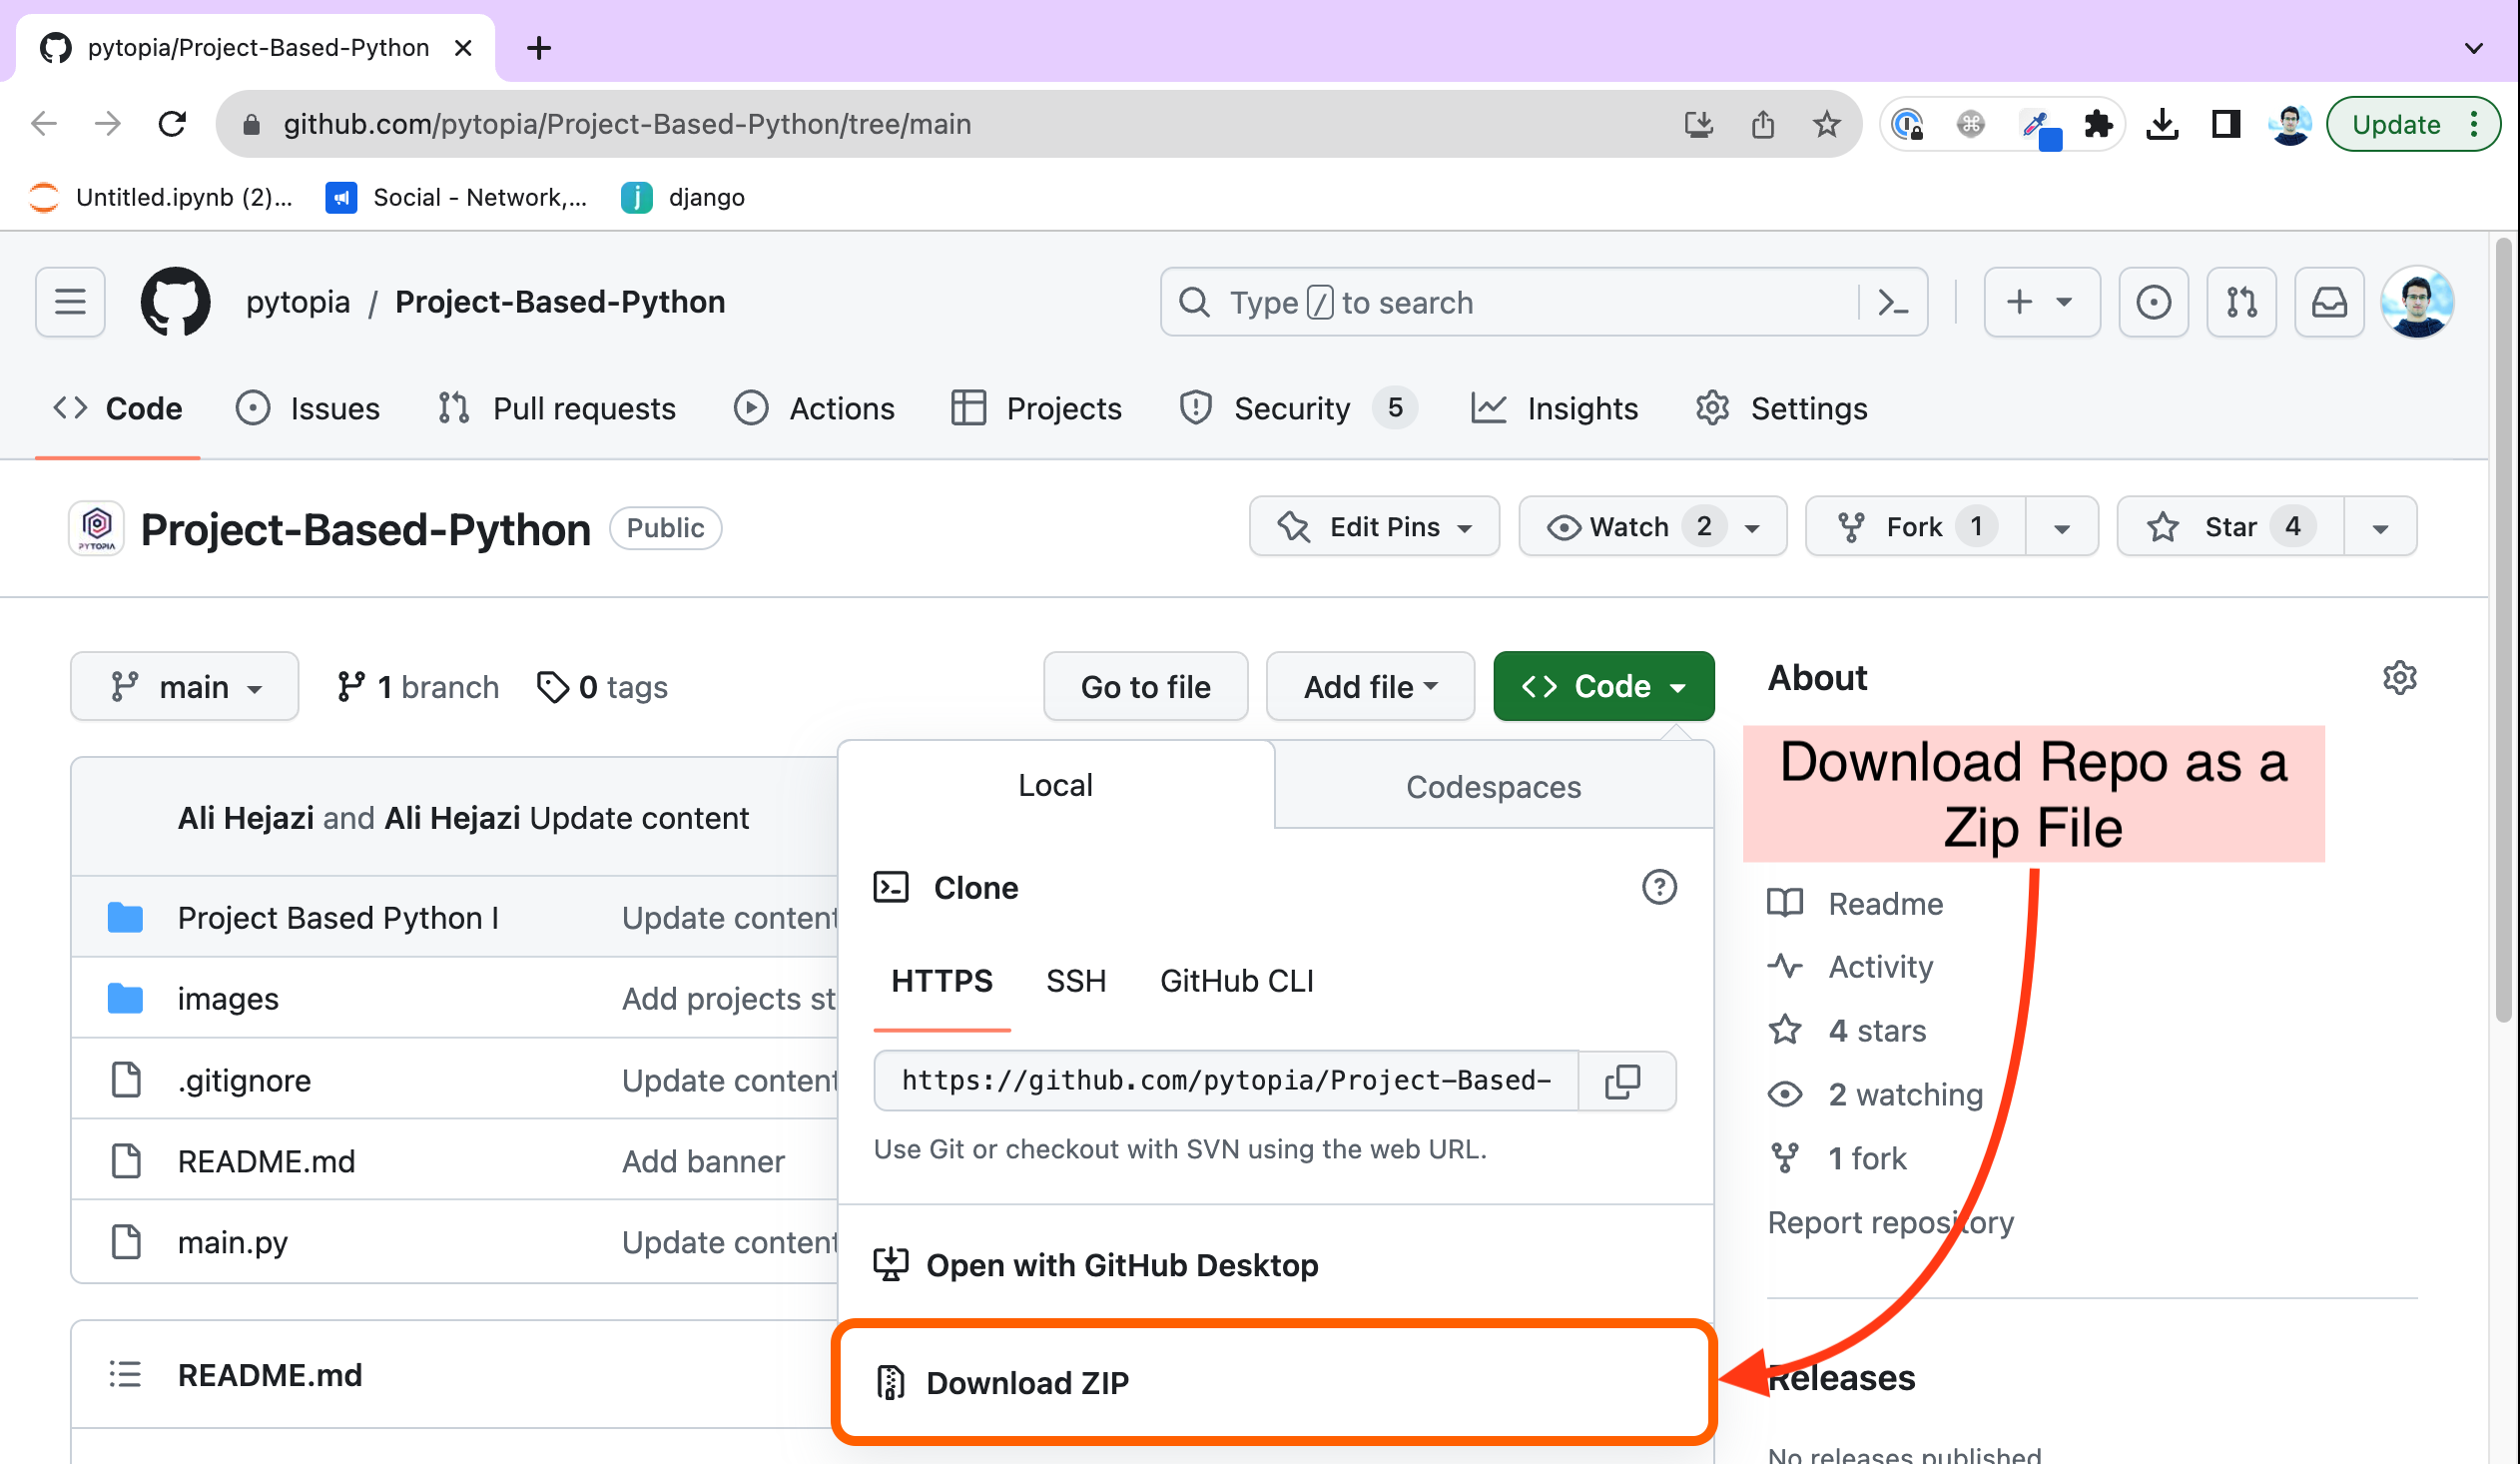 pytopia/Project-Based-Python
github.com/pytopia/Project-Based-Python/tree/main
Update
Untitled.ipynb (2)...
Social - Network,...
j
django
pytopia / Project-Based-Python
Type / to search
Code
Issues
Pull requests
Actions
Projects
Security 5
Insights
Settings
PYTOPIA
Project-Based-Python
Public
Edit Pins
Watch 2
Fork 1
Star 4
main
1 branch
0 tags
Go to file
Add file
Code
About
Download Repo as a
Zip File
Local
Codespaces
Ali Hejazi and Ali Hejazi Update content
Clone
Project Based Python I
Update content
images
Add projects st
.gitignore
Update content
README.md
Add banner
main.py
Update content
HTTPS
SSH
GitHub CLI
https://github.com/pytopia/Project-Based-
Use Git or checkout with SVN using the web URL.
Open with GitHub Desktop
Download ZIP
Readme
Activity
4 stars
2 watching
1 fork
Report repository
README.md
Releases
No releases published